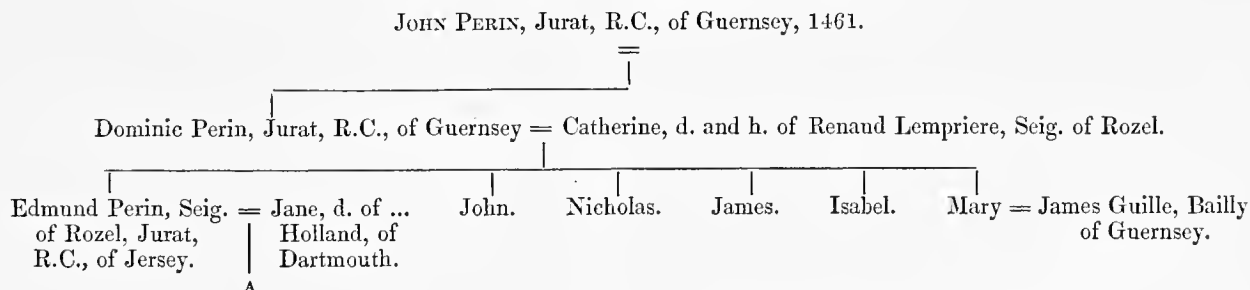 JOHN PERIN, Jurat, R.C., of Guernsey, 1461.
=
Dominic Perin, Jurat, R.C., of Guernsey = Catherine, d. and h. of Renaud Lempriere, Seig. of Rozel.
Edmund Perin, Seig. = Jane, d. of ... John. Nicholas. James. Isabel. Mary = James Guille, Bailly
of Rozel, Jurat, Holland, of of Guernsey.
R.C., of Jersey. Dartmouth.
A